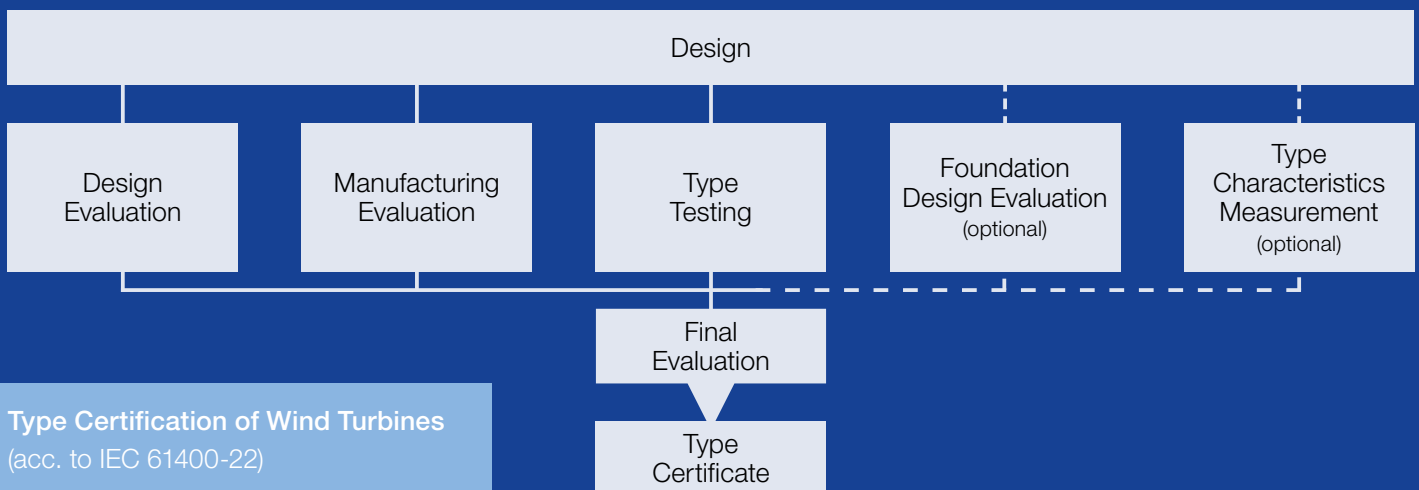 Design
Design
Evaluation
Manufacturing
Evaluation
Type
Testing
Foundation
Design Evaluation
(optional)
Type
Characteristics
Measurement
(optional)
Final
Evaluation
Type Certification of Wind Turbines
(acc. to IEC 61400-22)
Type
Certificate